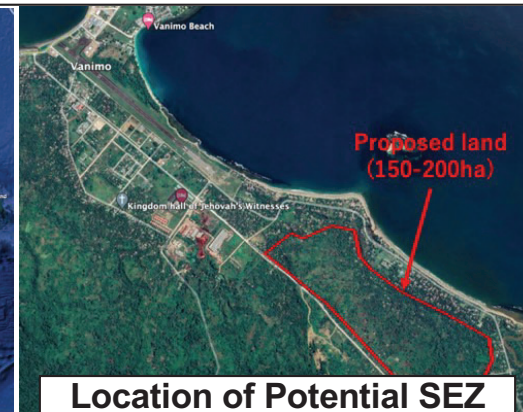 Vanimo Beach
Vanimo
Proposed land
(150-200ha)
Kingdom hall of Jehovah's Witnesses
Location of Potential SEZ